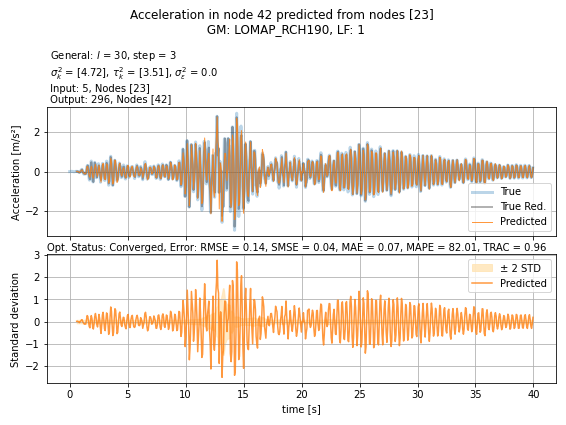 Acceleration in node 42 predicted from nodes [23]
GM: LOMAP_RCH190, LF: 1
General: l = 30, step = 3
σ²ₖ = [4.72], τ²ₖ = [3.51], σ²ε = 0.0
Input: 5, Nodes [23]
Output: 296, Nodes [42]
Acceleration [m/s²]
2
0
−2
True
True Red.
Predicted
Opt. Status: Converged, Error: RMSE = 0.14, SMSE = 0.04, MAE = 0.07, MAPE = 82.01, TRAC = 0.96
Standard deviation
3
2
1
0
−1
−2
± 2 STD
Predicted
0 5 10 15 20 25 30 35 40
time [s]